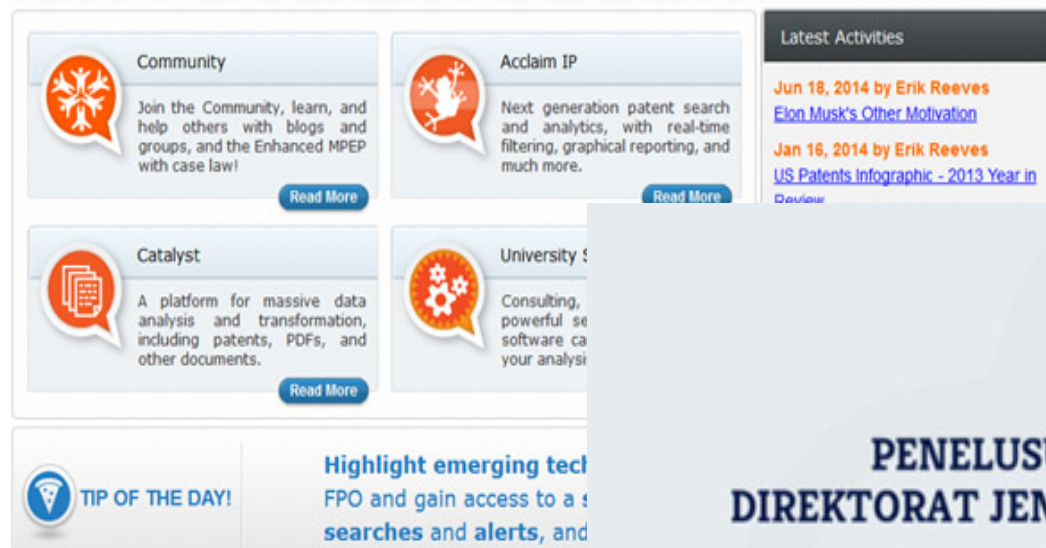 Community
Join the Community, learn, and
help others with blogs and
groups, and the Enhanced MPEP
with case law!
Read More
Acclaim IP
Next generation patent search
and analytics, with real-time
filtering, graphical reporting, and
much more.
Read More
Catalyst
A platform for massive data
analysis and transformation,
including patents, PDFs, and
other documents.
Read More
University
Consulting,
powerful
software
your
TIP OF THE DAY!
Highlight emerging
FPO and gain access to a
searches and alerts, and
Latest Activities
Jun 18, 2014 by Erik Reeves
Elon Musk's Other Motivation
Jan 16, 2014 by Erik Reeves
US Patents Infographic - 2013 Year in
Review
DIREKTORAT